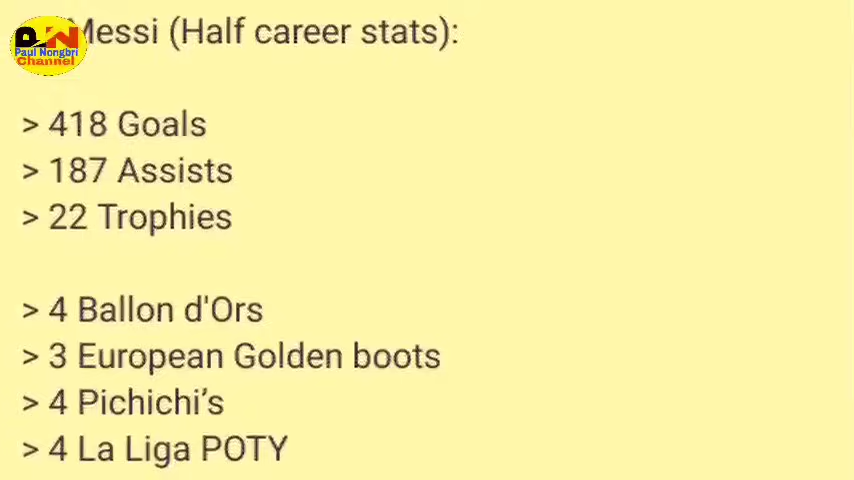 Messi (Half career stats):
PN
Paul Nongbri
Channel
> 418 Goals
> 187 Assists
> 22 Trophies
> 4 Ballon d'Ors
> 3 European Golden boots
> 4 Pichichi’s
> 4 La Liga POTY